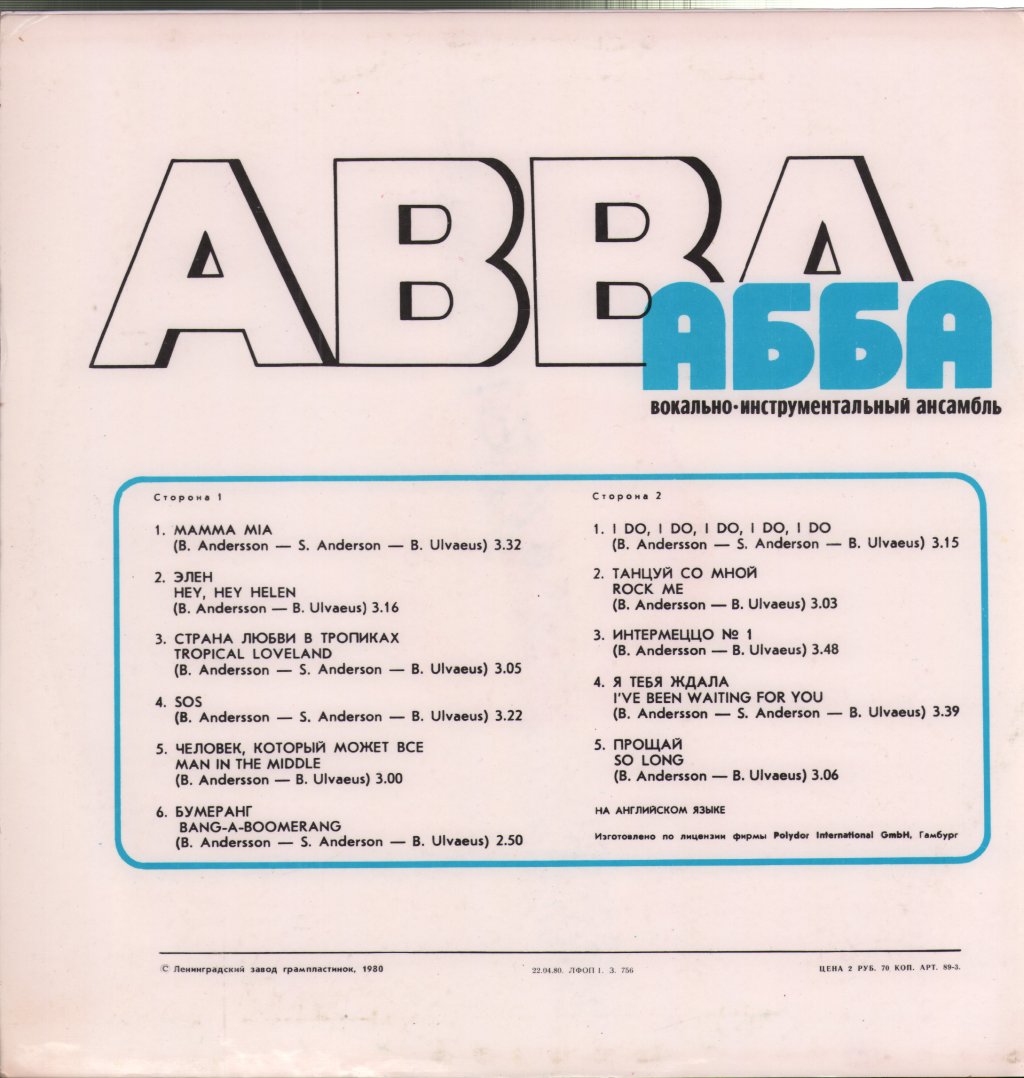 ABBA
АББА
вокально-инструментальный ансамбль
Сторона 1
1. MAMMA MIA
(B. Andersson — S. Anderson — B. Ulvaeus) 3.32
2. ЭЛЕН
HEY, HEY HELEN
(B. Andersson — B. Ulvaeus) 3.16
3. СТРАНА ЛЮБВИ В ТРОПИКАХ
TROPICAL LOVELAND
(B. Andersson — S. Anderson — B. Ulvaeus) 3.05
4. SOS
(B. Andersson — S. Anderson — B. Ulvaeus) 3.22
5. ЧЕЛОВЕК, КОТОРЫЙ МОЖЕТ ВСЕ
MAN IN THE MIDDLE
(B. Andersson — B. Ulvaeus) 3.00
6. БУМЕРАНГ
BANG-A-BOOMERANG
(B. Andersson — S. Anderson — B. Ulvaeus) 2.50
Сторона 2
1. I DO, I DO, I DO, I DO, I DO
(B. Andersson — S. Anderson — B. Ulvaeus) 3.15
2. ТАНЦУЙ СО МНОЙ
ROCK ME
(B. Andersson — B. Ulvaeus) 3.03
3. ИНТЕРМЕЦЦО № 1
(B. Andersson — B. Ulvaeus) 3.48
4. Я ТЕБЯ ЖДАЛА
I'VE BEEN WAITING FOR YOU
(B. Andersson — S. Anderson — B. Ulvaeus) 3.39
5. ПРОЩАЙ
SO LONG
(B. Andersson — B. Ulvaeus) 3.06
НА АНГЛИЙСКОМ ЯЗЫКЕ
Изготовлено по лицензии фирмы Polydor International GmbH, Гамбург
© Ленинградский завод грампластинок, 1980
22.04.80. ЛФОП 1. З. 756
ЦЕНА 2 РУБ. 70 КОП. АРТ. 89-3.